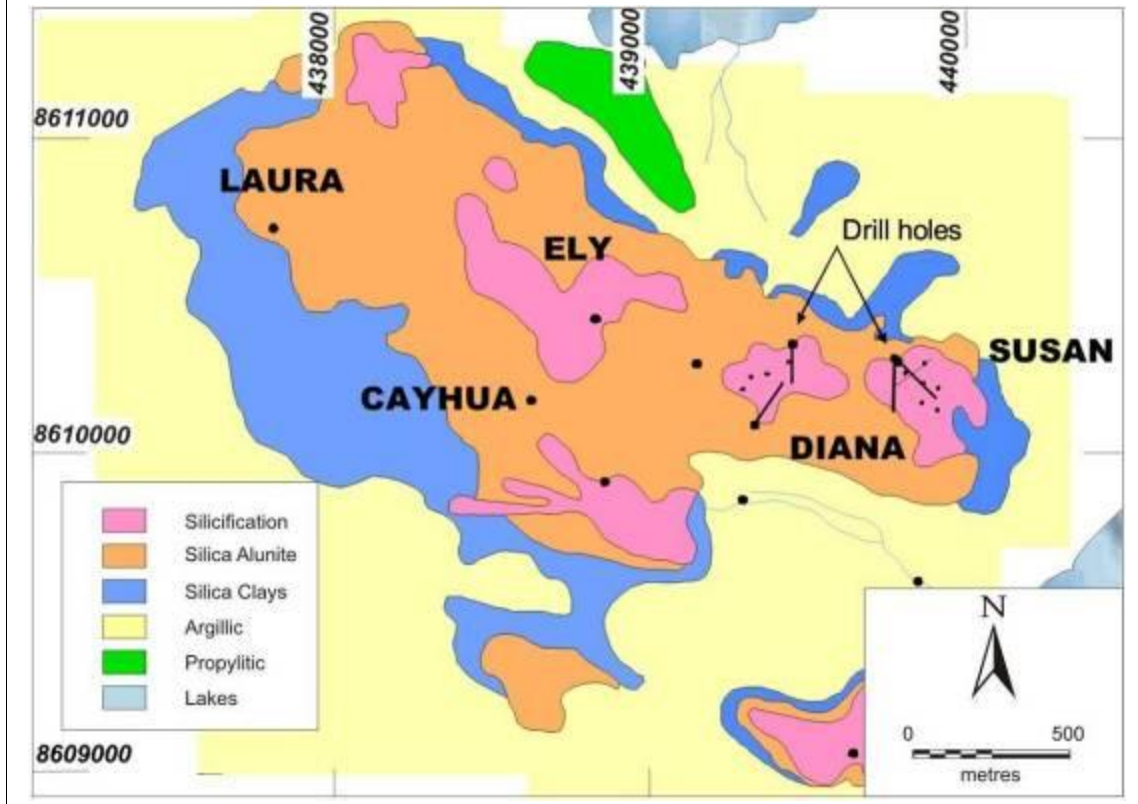 438000
439000
440000
8611000
LAURA
ELY
Drill holes
SUSAN
CAYHUA
8610000
DIANA
Silicification
Silica Alunite
Silica Clays
Argillic
Propylitic
Lakes
N
0 500
metres
8609000